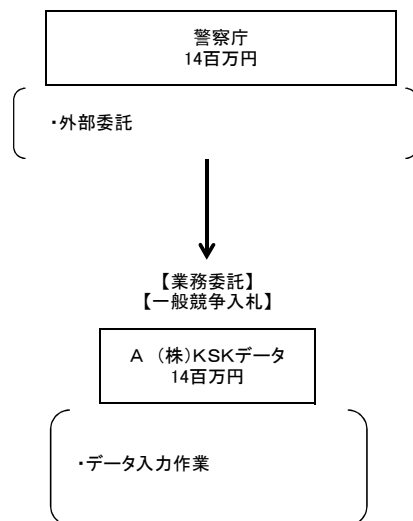 警察庁
14百万円
・外部委託
【業務委託】
【一般競争入札】
A (株)KSKデータ
14百万円
・データ入力作業